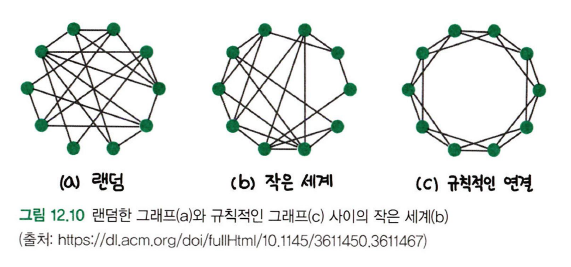 (a) 랜덤
(b) 작은 세계
(c) 규칙적인 연결
그림 12.10 랜덤한 그래프(a)와 규칙적인 그래프(c) 사이의 작은 세계(b)
(출처: https://dl.acm.org/doi/fullHtml/10.1145/3611450.3611467)